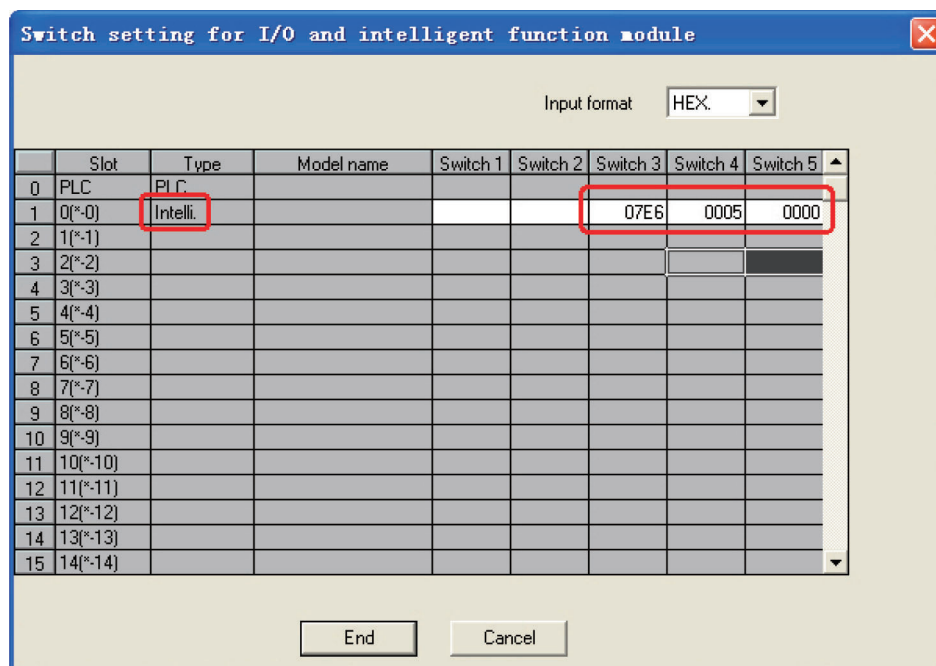 Switch setting for I/O and intelligent function module
Input format HEX.
Slot Type Model name Switch 1 Switch 2 Switch 3 Switch 4 Switch 5
0 PLC PLC
1 0(*-0) Intelli. 07E6 0005 0000
2 1(*-1)
3 2(*-2)
4 3(*-3)
5 4(*-4)
6 5(*-5)
7 6(*-6)
8 7(*-7)
9 8(*-8)
10 9(*-9)
11 10(*-10)
12 11(*-11)
13 12(*-12)
14 13(*-13)
15 14(*-14)
End Cancel